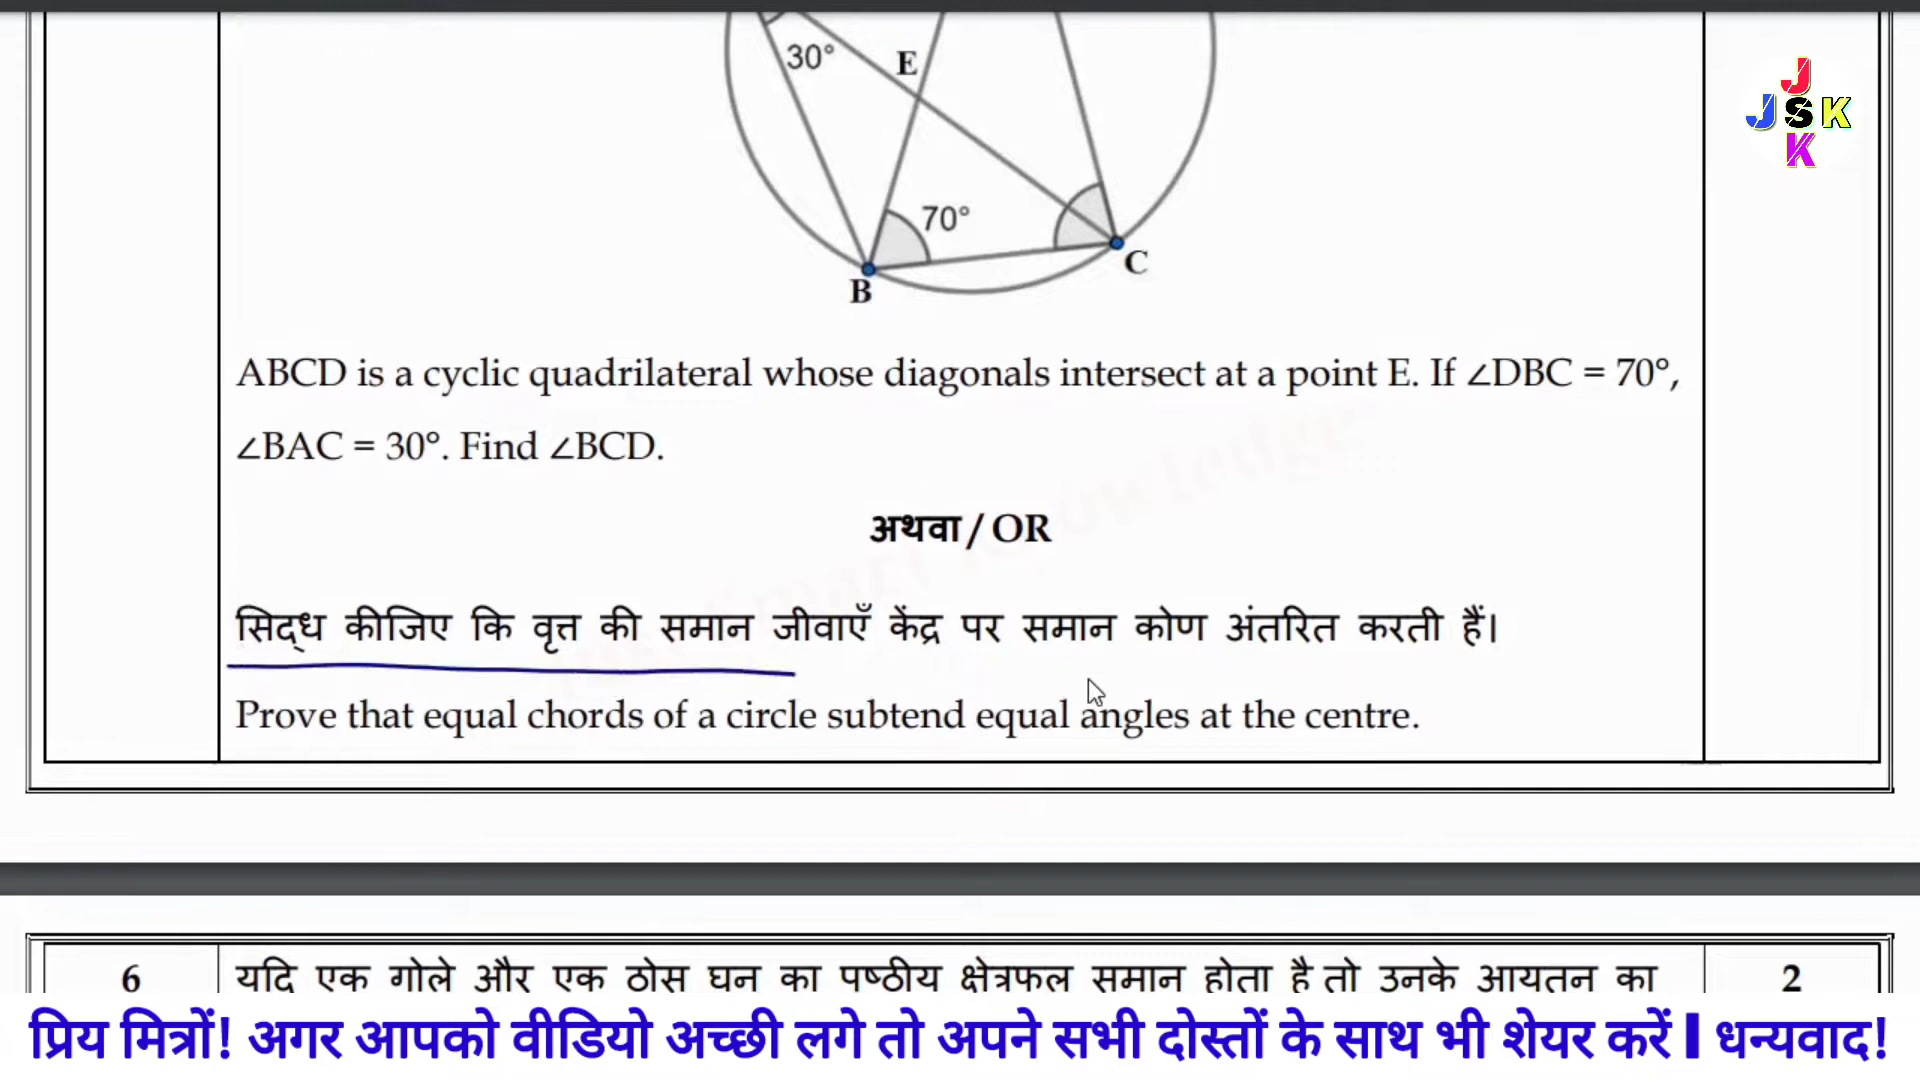 30°
E
70°
C
B
ABCD is a cyclic quadrilateral whose diagonals intersect at a point E. If ∠DBC = 70°,
∠BAC = 30°. Find ∠BCD.
अथवा / OR
सिद्ध कीजिए कि वृत्त की समान जीवाएँ केंद्र पर समान कोण अंतरित करती हैं।
Prove that equal chords of a circle subtend equal angles at the centre.
6 यदि एक गोले और एक ठोस घन का पृष्ठीय क्षेत्रफल समान होता है तो उनके आयतन का 2
प्रिय मित्रों! अगर आपको वीडियो अच्छी लगे तो अपने सभी दोस्तों के साथ भी शेयर करें l धन्यवाद!
J
J S K
K